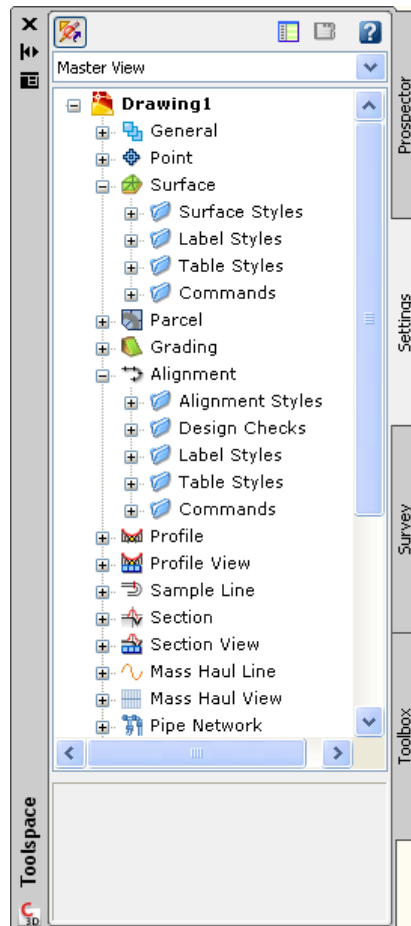 Master View
Drawing1
General
Point
Surface
Surface Styles
Label Styles
Table Styles
Commands
Parcel
Grading
Alignment
Alignment Styles
Design Checks
Label Styles
Table Styles
Commands
Profile
Profile View
Sample Line
Section
Section View
Mass Haul Line
Mass Haul View
Pipe Network
Prospector
Settings
Survey
Toolbox
Toolspace
C
3D